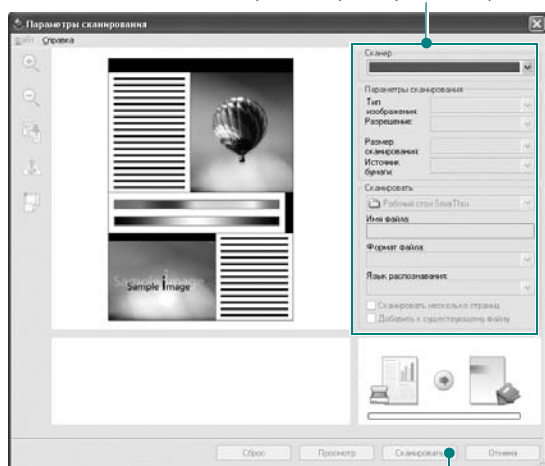 Параметры сканирования
Файл Справка
Сканер
Параметры сканирования
Тип
изображения:
Разрешение:
Размер
сканирования:
Источник
бумаги:
Сканировать
Рабочий стол SmarThru
Имя файла:
Формат файла:
Язык распознавания:
Сканировать несколько страниц
Добавить к существующему файлу
Sample Image
Sample Image
Сброс Просмотр Сканировать Отмена